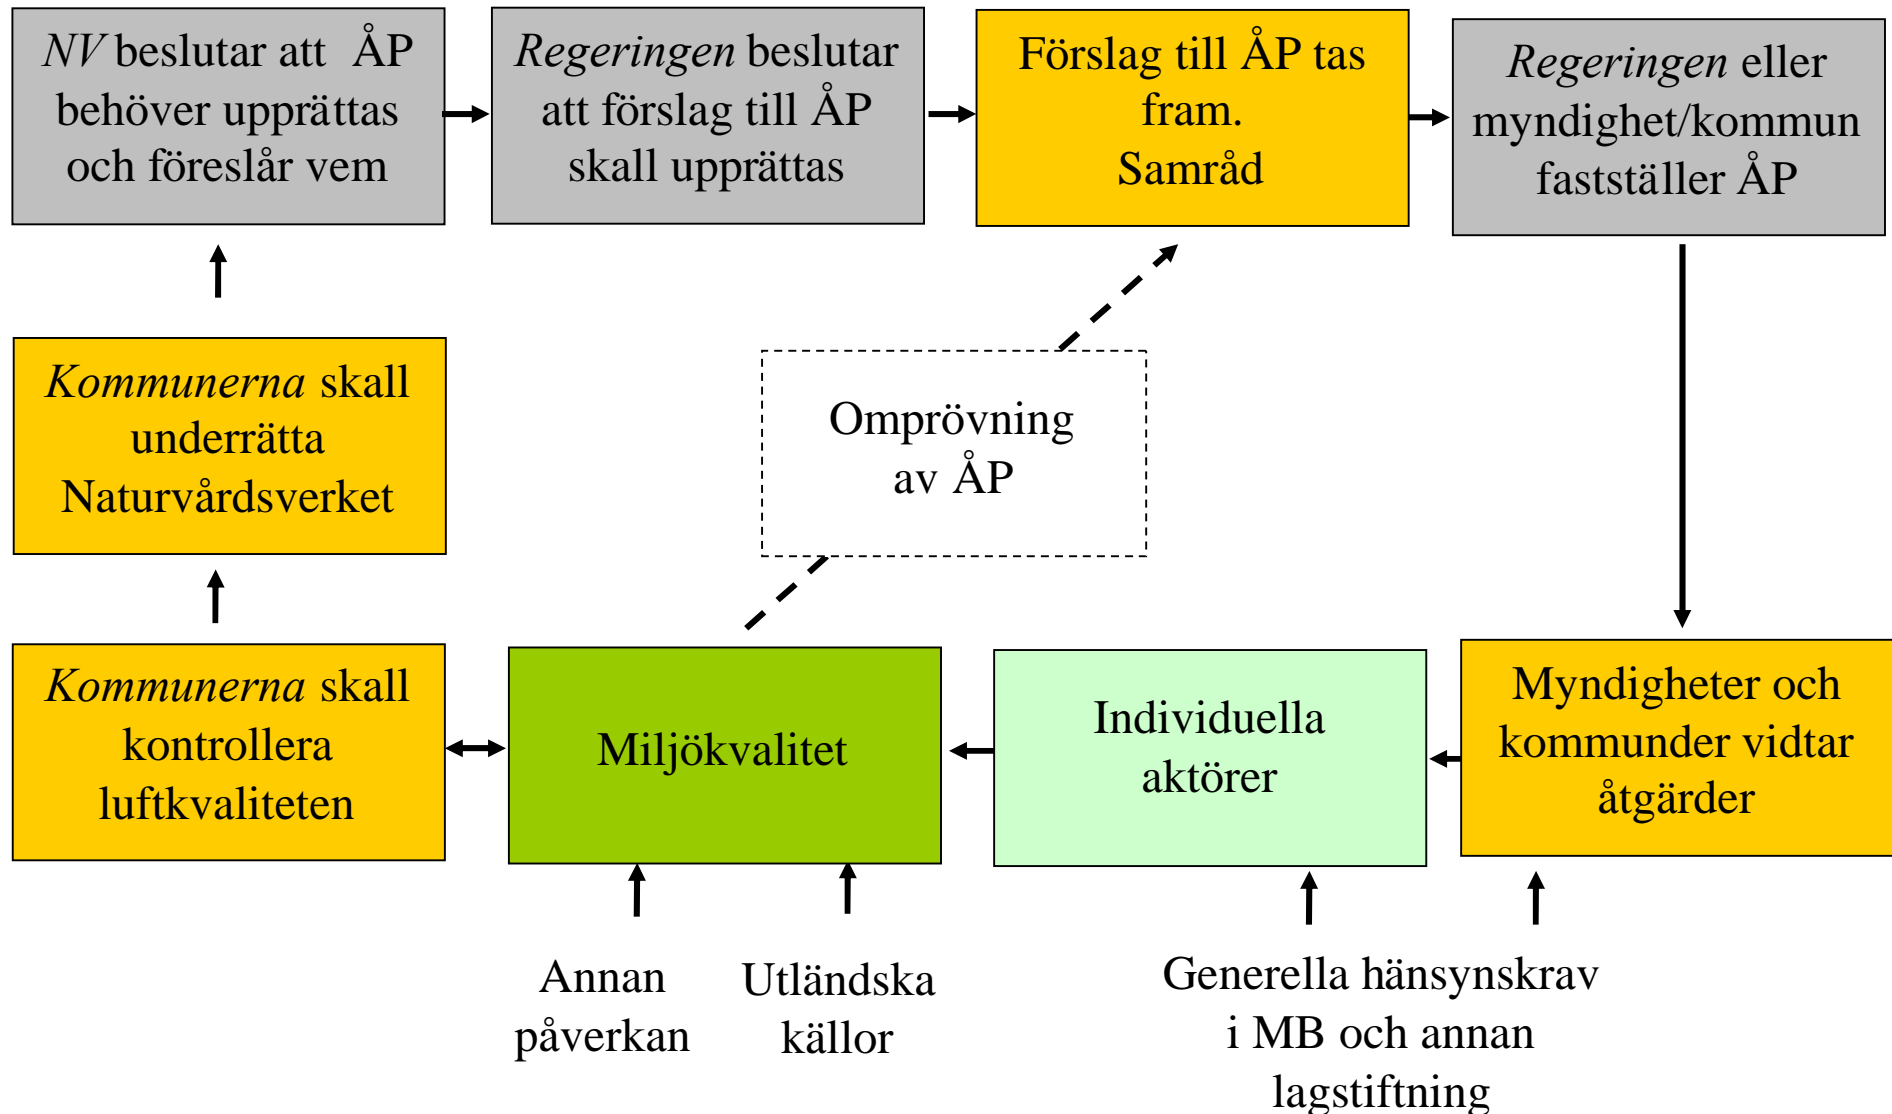 NV beslutar att ÅP
behöver upprättas
och föreslår vem
Regeringen beslutar
att förslag till ÅP
skall upprättas
Förslag till ÅP tas
fram.
Samråd
Regeringen eller
myndighet/kommun
fastställer ÅP
Kommunerna skall
underrätta
Naturvårdsverket
Omprövning
av ÅP
Kommunerna skall
kontrollera
luftkvaliteten
Miljökvalitet
Individuella
aktörer
Myndigheter och
kommunder vidtar
åtgärder
Annan
påverkan
Utländska
källor
Generella hänsynskrav
i MB och annan
lagstiftning